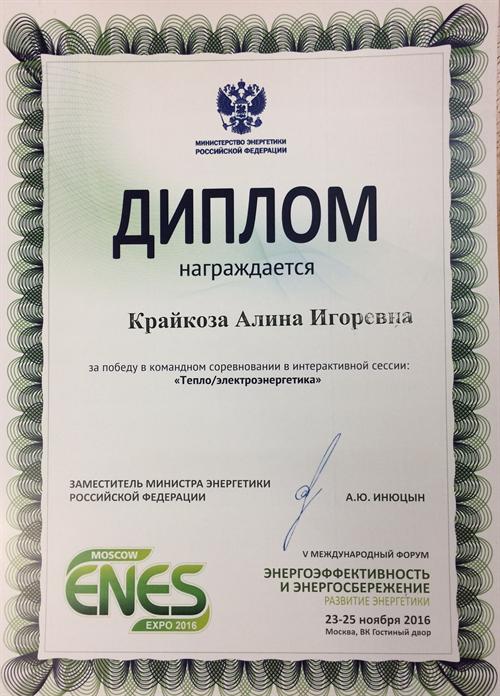 МИНИСТЕРСТВО ЭНЕРГЕТИКИ
РОССИЙСКОЙ ФЕДЕРАЦИИ
ДИПЛОМ
награждается
Крайкоза Алина Игоревна
за победу в командном соревновании в интерактивной сессии:
«Тепло/электроэнергетика»
ЗАМЕСТИТЕЛЬ МИНИСТРА ЭНЕРГЕТИКИ
РОССИЙСКОЙ ФЕДЕРАЦИИ
А.Ю. ИНЮЦЫН
MOSCOW
ENES
EXPO 2016
V МЕЖДУНАРОДНЫЙ ФОРУМ
ЭНЕРГОЭФФЕКТИВНОСТЬ
И ЭНЕРГОСБЕРЕЖЕНИЕ
РАЗВИТИЕ ЭНЕРГЕТИКИ
23-25 ноября 2016
Москва, ВК Гостиный двор